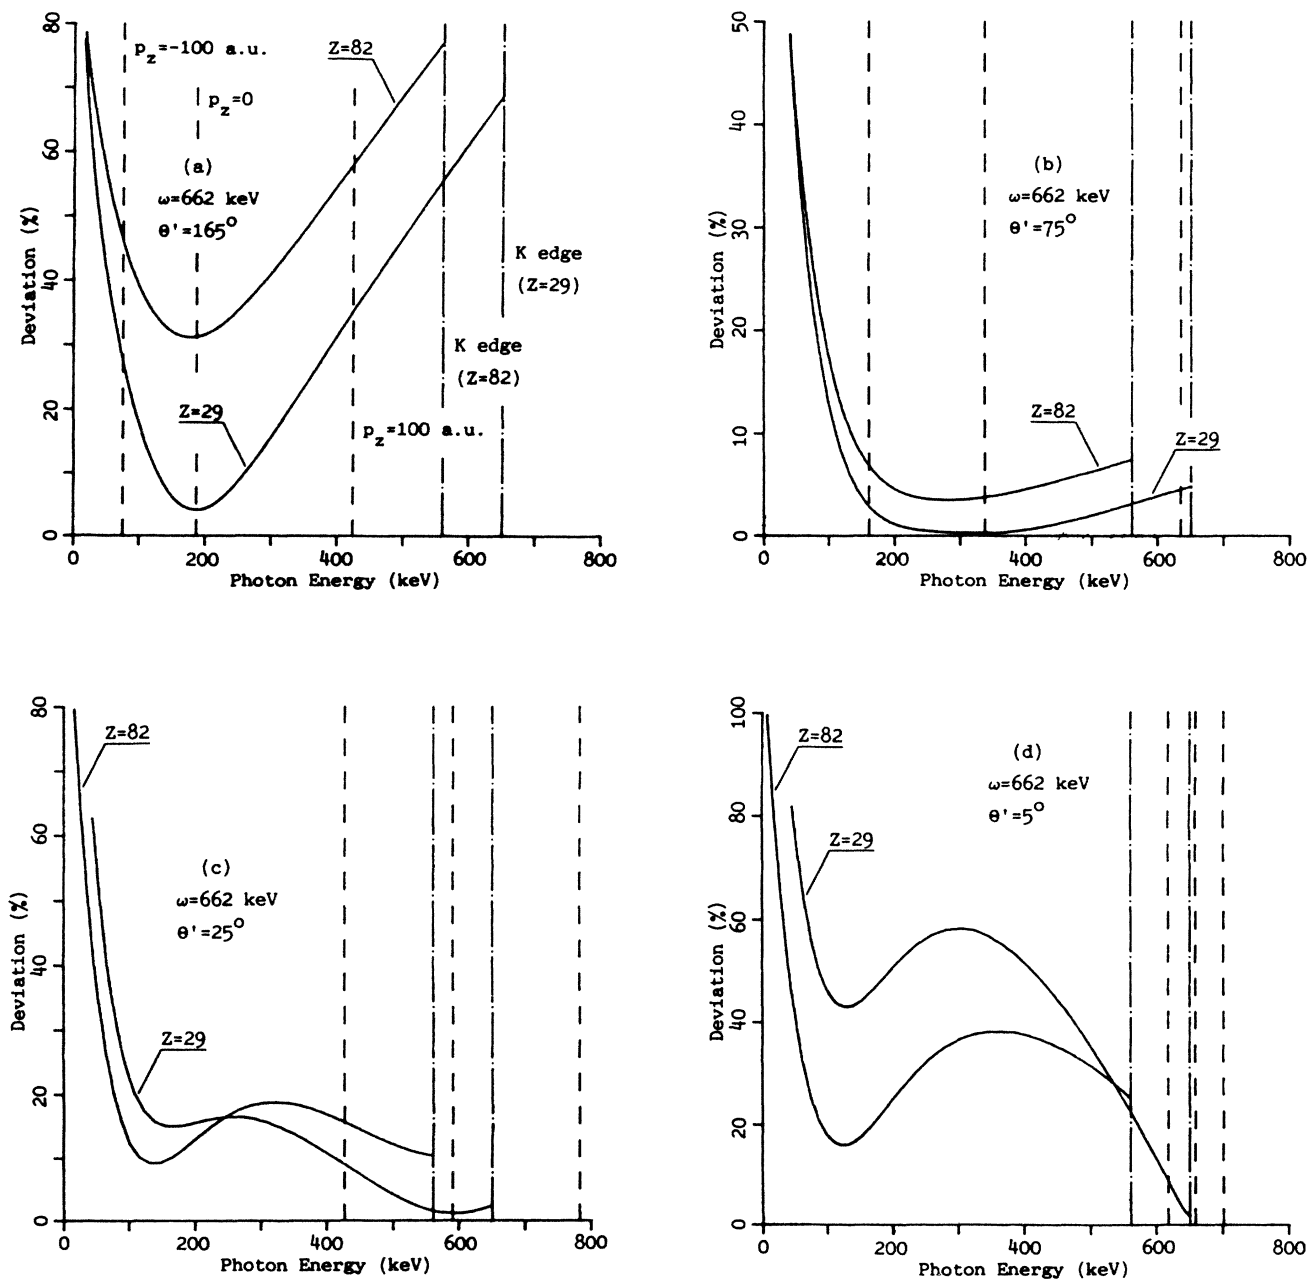 80
60
40
20
0
Deviation (%)
p_z=-100 a.u.
p_z=0
Z=82
(a)
ω=662 keV
θ'=165°
K edge
(Z=29)
K edge
(Z=82)
Z=29
p_z=100 a.u.
0 200 400 600 800
Photon Energy (keV)
50
40
30
20
10
0
Deviation (%)
(b)
ω=662 keV
θ'=75°
Z=82
Z=29
0 200 400 600 800
Photon Energy (keV)
80
60
40
20
0
Deviation (%)
Z=82
(c)
ω=662 keV
θ'=25°
Z=29
0 200 400 600 800
Photon Energy (keV)
100
80
60
40
20
0
Deviation (%)
Z=82
(d)
ω=662 keV
θ'=5°
Z=29
0 200 400 600 800
Photon Energy (keV)